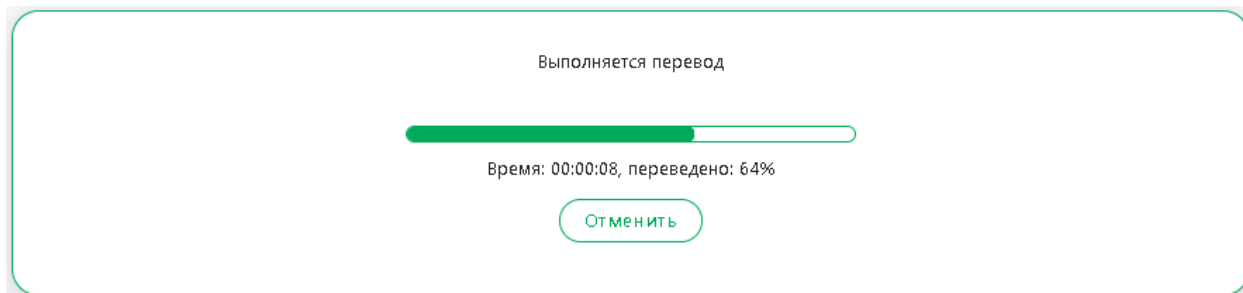 Выполняется перевод
Время: 00:00:08, переведено: 64%
Отменить